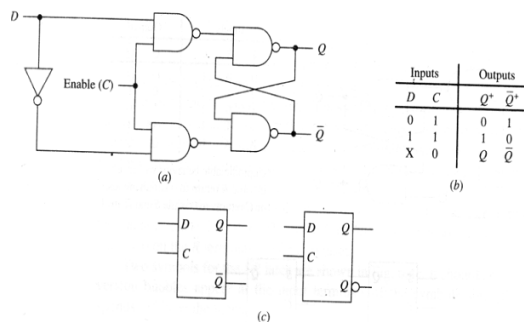 D
Q
Enable (C)
Q̅
(a)
Inputs Outputs
D C Q⁺ Q̅⁺
0 1 0 1
1 1 1 0
X 0 Q Q̅
(b)
D Q
C
Q̅
D Q
C
Q
(c)